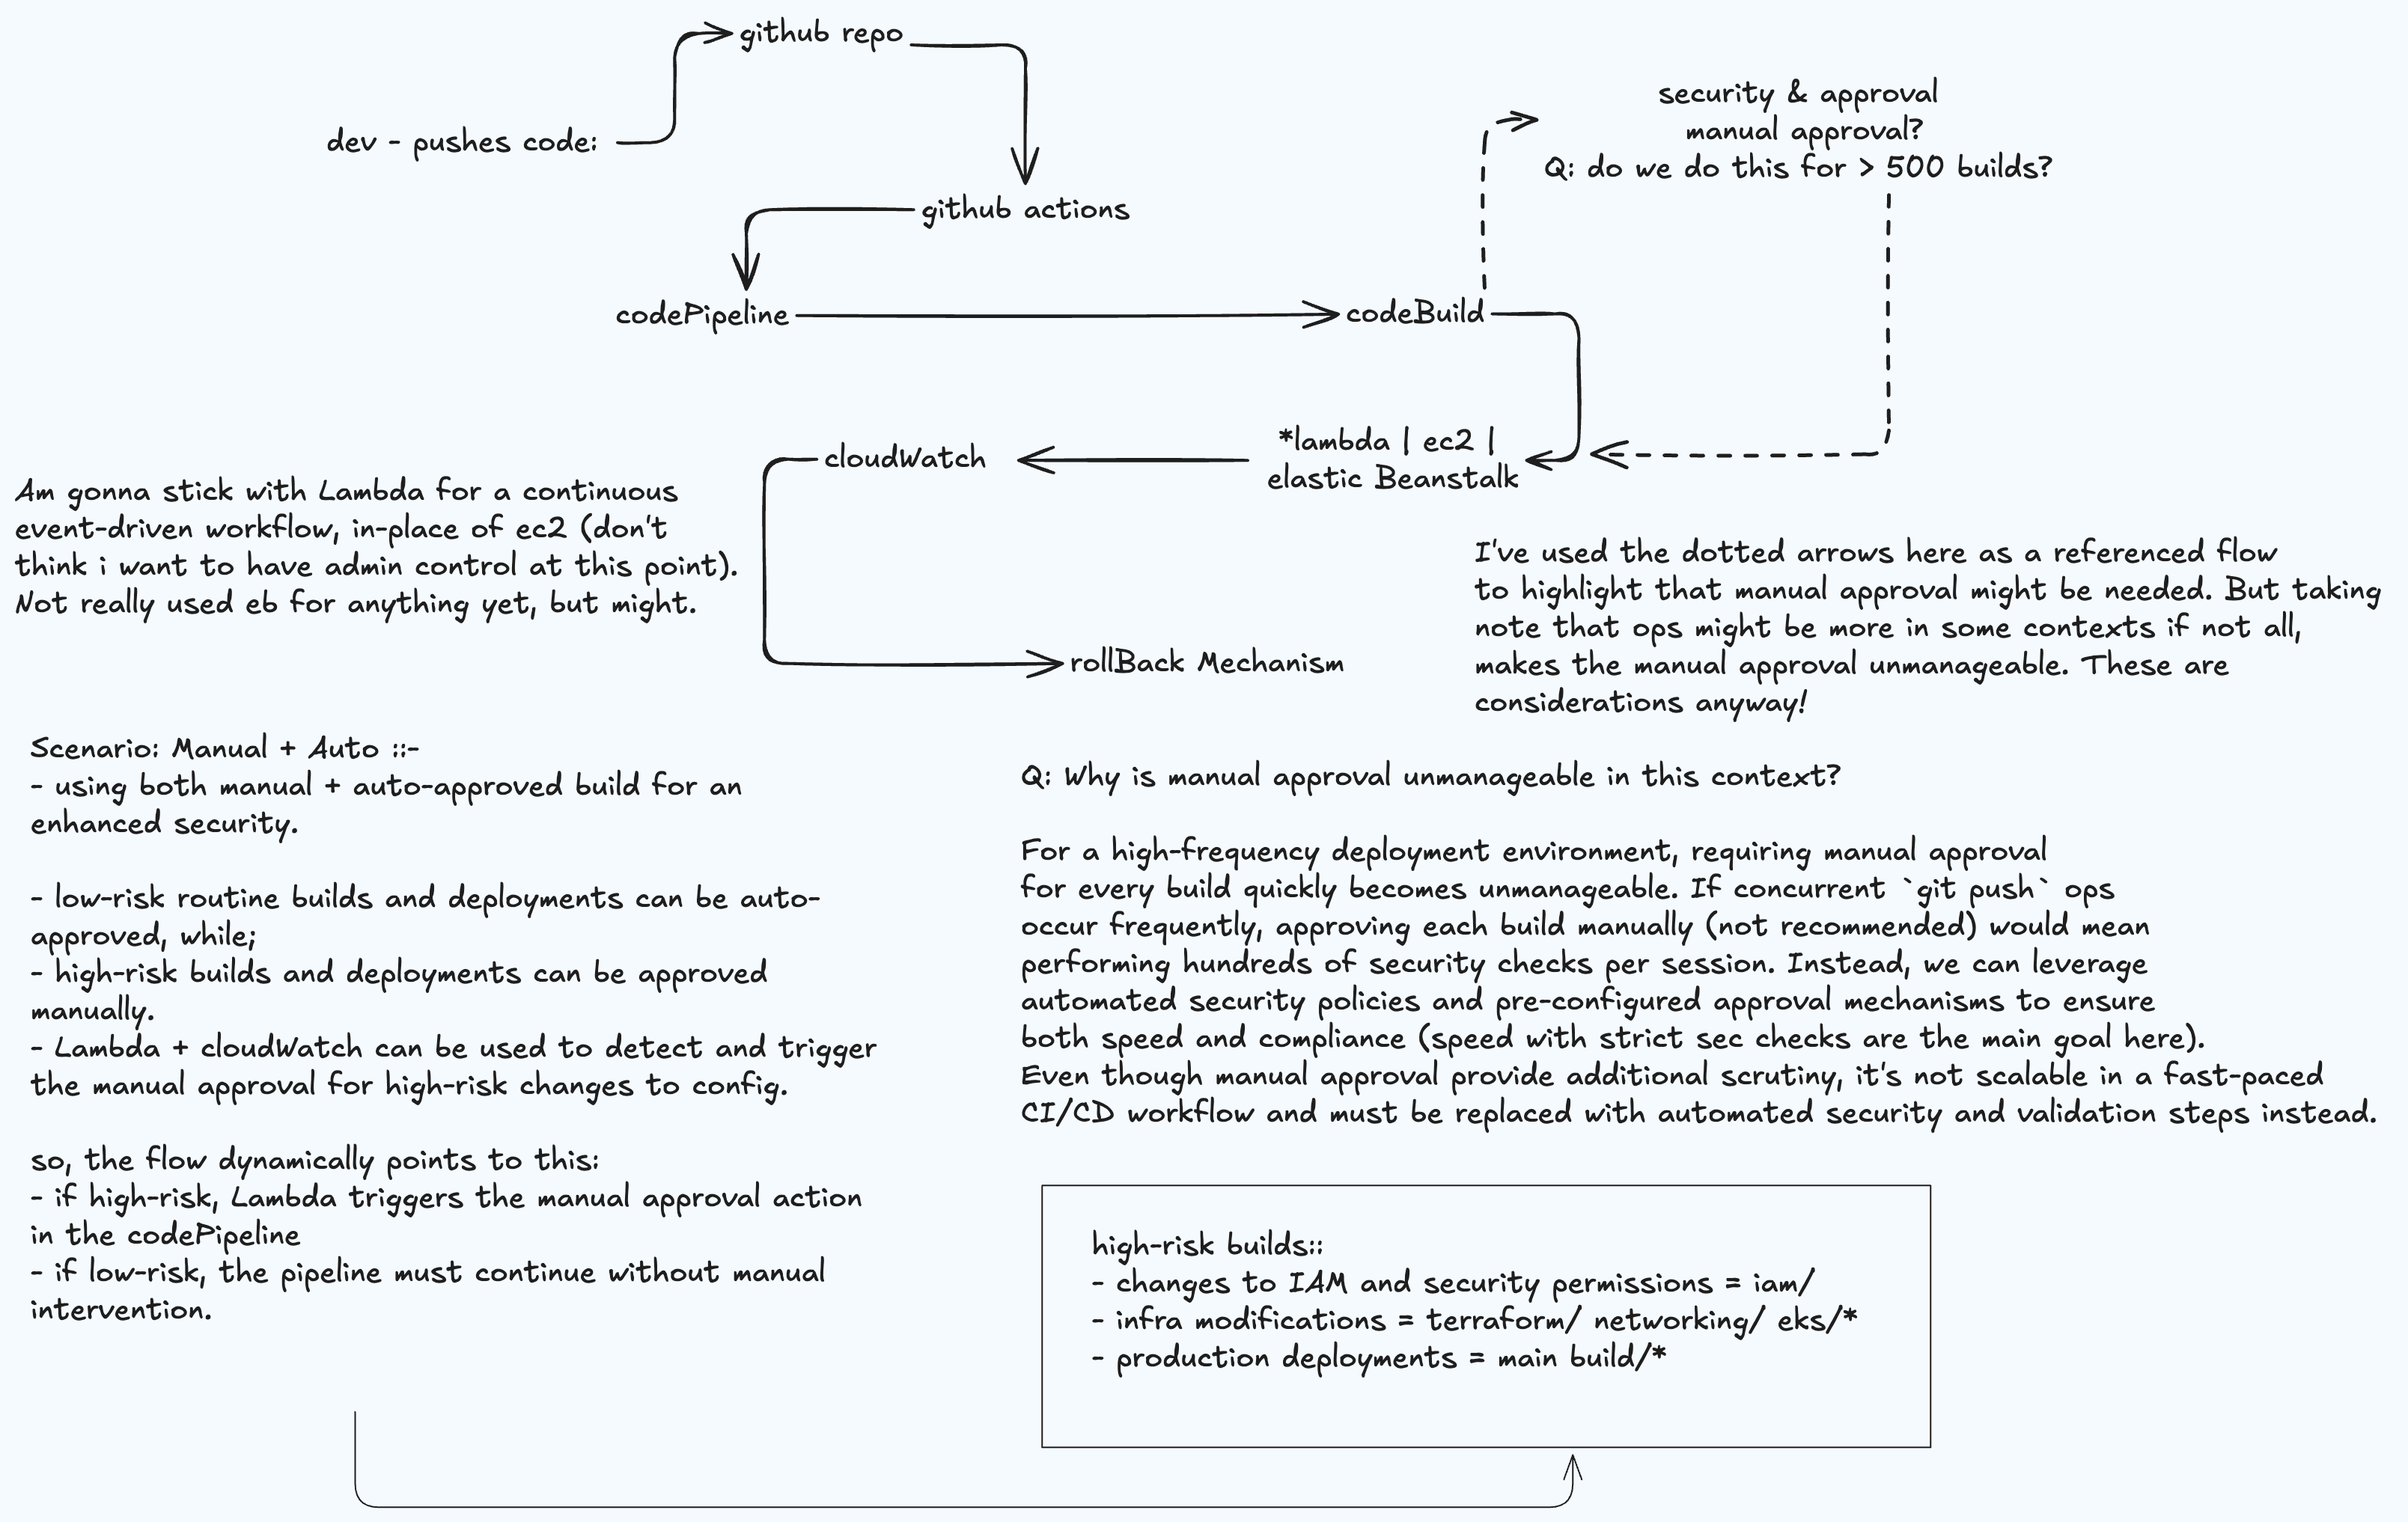 github repo
dev - pushes code:
security & approval
manual approval?
Q: do we do this for > 500 builds?
github actions
codePipeline
codeBuild
*lambda | ec2 |
elastic Beanstalk
cloudWatch
Am gonna stick with Lambda for a continuous
event-driven workflow, in-place of ec2 (don't
think i want to have admin control at this point).
Not really used eb for anything yet, but might.
rollBack Mechanism
I've used the dotted arrows here as a referenced flow
to highlight that manual approval might be needed. But taking
note that ops might be more in some contexts if not all,
makes the manual approval unmanageable. These are
considerations anyway!
Scenario: Manual + Auto ::-
- using both manual + auto-approved build for an
enhanced security.
- low-risk routine builds and deployments can be auto-
approved, while;
- high-risk builds and deployments can be approved
manually.
- Lambda + cloudWatch can be used to detect and trigger
the manual approval for high-risk changes to config.
so, the flow dynamically points to this:
- if high-risk, Lambda triggers the manual approval action
in the codePipeline
- if low-risk, the pipeline must continue without manual
intervention.
Q: Why is manual approval unmanageable in this context?
For a high-frequency deployment environment, requiring manual approval
for every build quickly becomes unmanageable. If concurrent `git push` ops
occur frequently, approving each build manually (not recommended) would mean
performing hundreds of security checks per session. Instead, we can leverage
automated security policies and pre-configured approval mechanisms to ensure
both speed and compliance (speed with strict sec checks are the main goal here).
Even though manual approval provide additional scrutiny, it's not scalable in a fast-paced
CI/CD workflow and must be replaced with automated security and validation steps instead.
high-risk builds::
- changes to IAM and security permissions = iam/
- infra modifications = terraform/ networking/ eks/*
- production deployments = main build/*